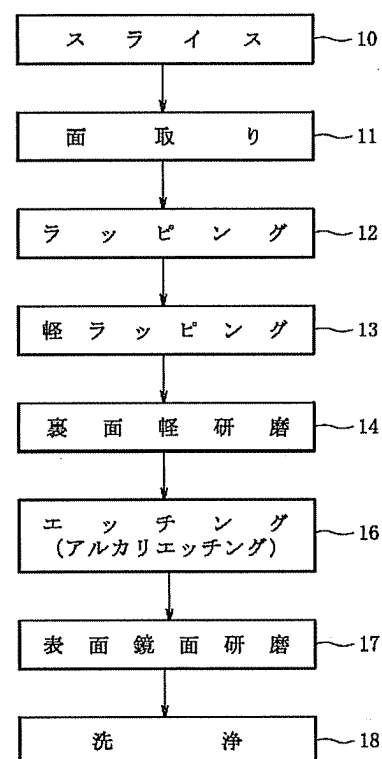 スライス 10
面取り 11
ラッピング 12
軽ラッピング 13
裏面軽研磨 14
エッチング
(アルカリエッチング) 16
表面鏡面研磨 17
洗浄 18